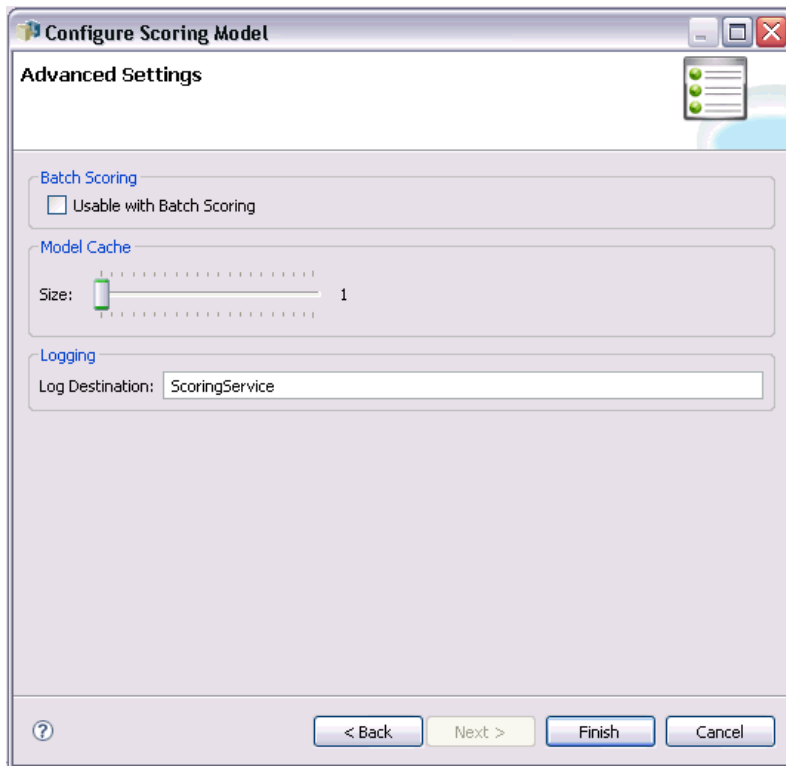 Configure Scoring Model
Advanced Settings
Batch Scoring
Usable with Batch Scoring
Model Cache
Size: 1
Logging
Log Destination: ScoringService
? < Back Next > Finish Cancel